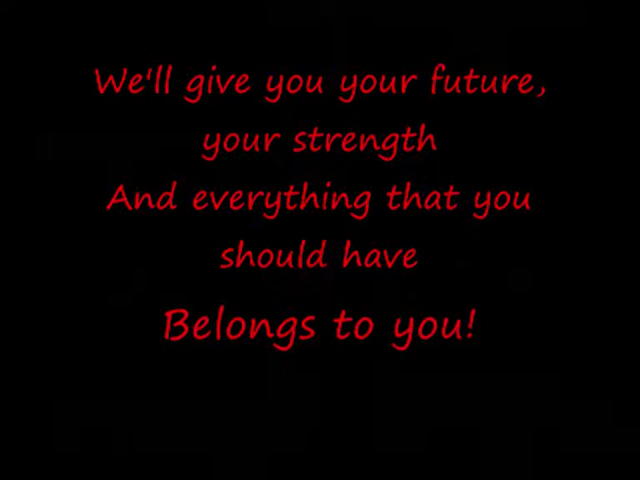 We'll give you your future,
your strength
And everything that you
should have
Belongs to you!